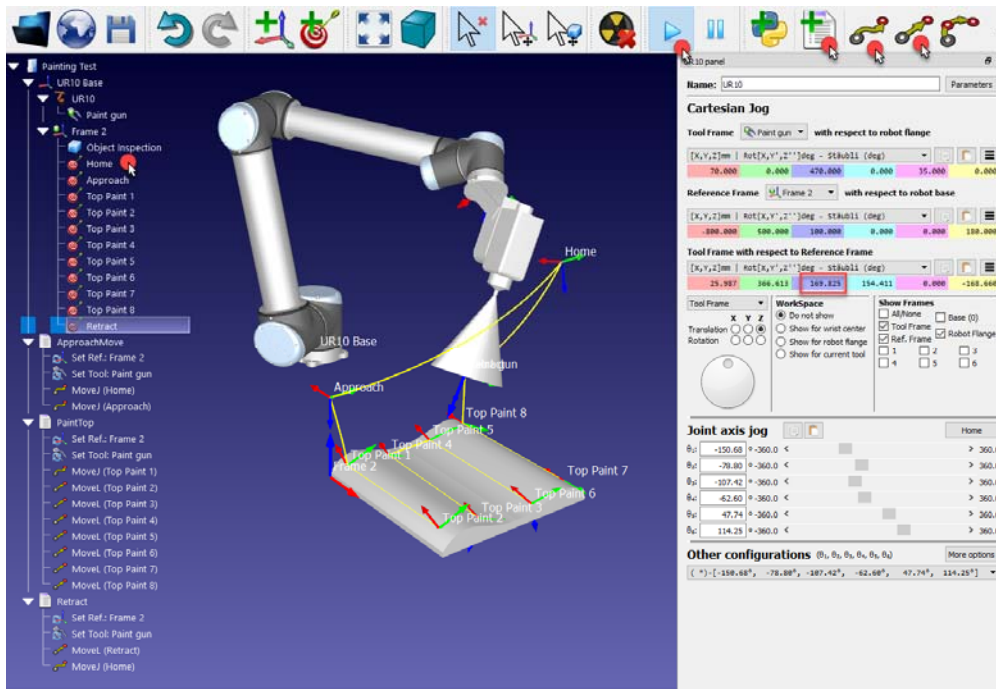 Painting Test
UR10 Base
UR10
Paint gun
Frame 2
Object Inspection
Home
Approach
Top Paint 1
Top Paint 2
Top Paint 3
Top Paint 4
Top Paint 5
Top Paint 6
Top Paint 7
Top Paint 8
Retract
ApproachMove
Set Ref.: Frame 2
Set Tool: Paint gun
MoveJ (Home)
MoveJ (Approach)
PaintTop
Set Ref.: Frame 2
Set Tool: Paint gun
MoveJ (Top Paint 1)
MoveL (Top Paint 2)
MoveL (Top Paint 3)
MoveL (Top Paint 4)
MoveL (Top Paint 5)
MoveL (Top Paint 6)
MoveL (Top Paint 7)
MoveL (Top Paint 8)
Retract
Set Ref.: Frame 2
Set Tool: Paint gun
MoveL (Retract)
MoveJ (Home)
Home
UR10 Base
Approach
Top Paint 8
Top Paint 5
Top Paint 4
Top Paint 1
Frame 2
Top Paint 7
Top Paint 6
Top Paint 3
Top Paint 2
UR10 panel
Name: UR10 Parameters
Cartesian Jog
Tool Frame Paint gun with respect to robot flange
[X,Y,Z]mm | Rot[X,Y',Z'']deg - Stäubli (deg)
70.000 0.000 470.000 0.000 35.000 0.000
Reference Frame Frame 2 with respect to robot base
[X,Y,Z]mm | Rot[X,Y',Z'']deg - Stäubli (deg)
-800.000 500.000 100.000 0.000 0.000 180.000
Tool Frame with respect to Reference Frame
[X,Y,Z]mm | Rot[X,Y',Z'']deg - Stäubli (deg)
25.987 366.613 169.825 154.411 0.000 -168.660
Tool Frame WorkSpace Show Frames
X Y Z Do not show All/None Base (0)
Translation Show for wrist center Tool Frame Robot Flange
Rotation Show for robot flange Ref. Frame
Show for current tool 1 2 3
4 5 6
Joint axis jog Home
θ₁: -150.68 ° -360.0 < > 360.
θ₂: -78.80 ° -360.0 < > 360.
θ₃: -107.42 ° -360.0 < > 360.
θ₄: -62.60 ° -360.0 < > 360.
θ₅: 47.74 ° -360.0 < > 360.
θ₆: 114.25 ° -360.0 < > 360.
Other configurations (θ₁, θ₂, θ₃, θ₄, θ₅, θ₆) More options
( *)-[-150.68°, -78.80°, -107.42°, -62.60°, 47.74°, 114.25°]